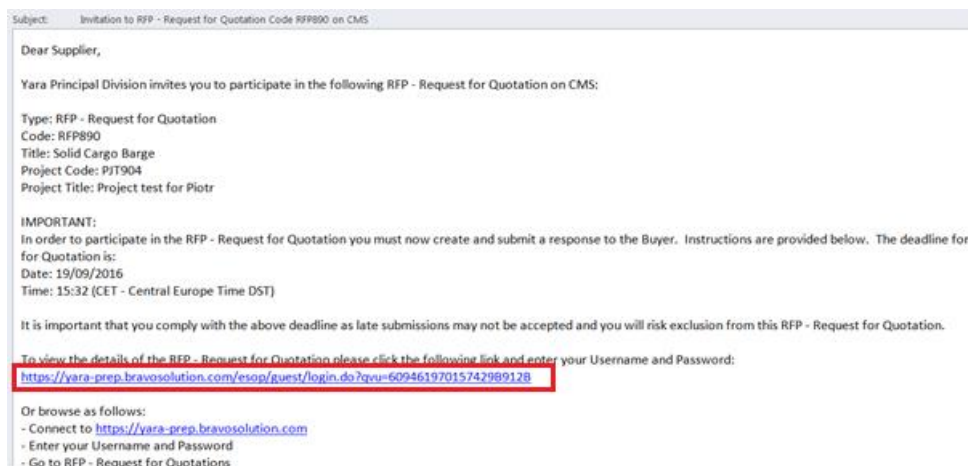 Subject: Invitation to RFP - Request for Quotation Code RFP890 on CMS
Dear Supplier,
Yara Principal Division invites you to participate in the following RFP - Request for Quotation on CMS:
Type: RFP - Request for Quotation
Code: RFP890
Title: Solid Cargo Barge
Project Code: PJT904
Project Title: Project test for Piotr
IMPORTANT:
In order to participate in the RFP - Request for Quotation you must now create and submit a response to the Buyer. Instructions are provided below. The deadline for
for Quotation is:
Date: 19/09/2016
Time: 15:32 (CET - Central Europe Time DST)
It is important that you comply with the above deadline as late submissions may not be accepted and you will risk exclusion from this RFP - Request for Quotation.
To view the details of the RFP - Request for Quotation please click the following link and enter your Username and Password:
https://yara-prep.bravosolution.com/esop/guest/login.do?qvu=60946197015742989128
Or browse as follows:
- Connect to https://yara-prep.bravosolution.com
- Enter your Username and Password
- Go to RFP - Request for Quotations